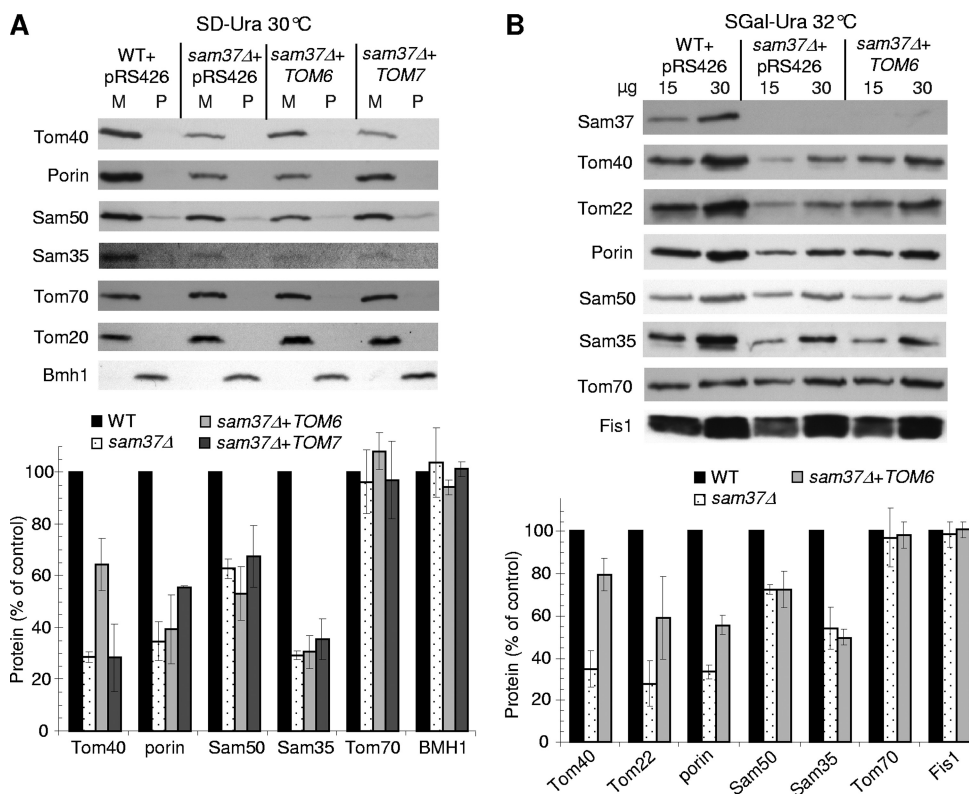 A
SD-Ura 30°C
WT+ pRS426
sam37Δ+ pRS426
sam37Δ+ TOM6
sam37Δ+ TOM7
M P M P M P M P
Tom40
Porin
Sam50
Sam35
Tom70
Tom20
Bmh1
WT
sam37Δ
sam37Δ+TOM6
sam37Δ+TOM7
Protein (% of control)
100
80
60
40
20
0
Tom40 porin Sam50 Sam35 Tom70 BMH1
B
SGal-Ura 32°C
WT+ pRS426
sam37Δ+ pRS426
sam37Δ+ TOM6
µg 15 30 15 30 15 30
Sam37
Tom40
Tom22
Porin
Sam50
Sam35
Tom70
Fis1
WT
sam37Δ
sam37Δ+TOM6
Protein (% of control)
100
80
60
40
20
0
Tom40 Tom22 porin Sam50 Sam35 Tom70 Fis1